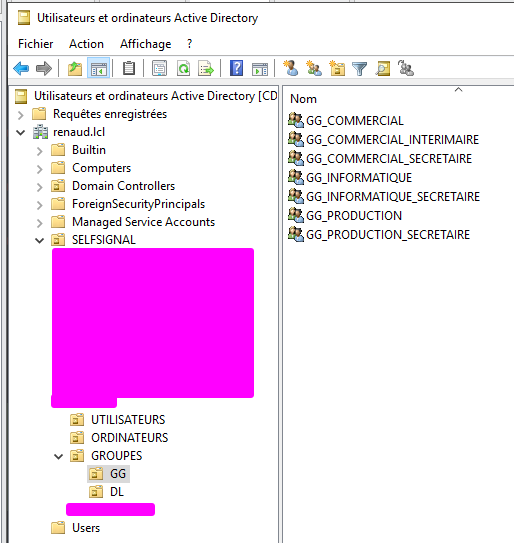 Utilisateurs et ordinateurs Active Directory
Fichier Action Affichage ?
Utilisateurs et ordinateurs Active Directory [CD
Requêtes enregistrées
renaud.lcl
Builtin
Computers
Domain Controllers
ForeignSecurityPrincipals
Managed Service Accounts
SELFSIGNAL
UTILISATEURS
ORDINATEURS
GROUPES
GG
DL
Users
Nom
GG_COMMERCIAL
GG_COMMERCIAL_INTERIMAIRE
GG_COMMERCIAL_SECRETAIRE
GG_INFORMATIQUE
GG_INFORMATIQUE_SECRETAIRE
GG_PRODUCTION
GG_PRODUCTION_SECRETAIRE